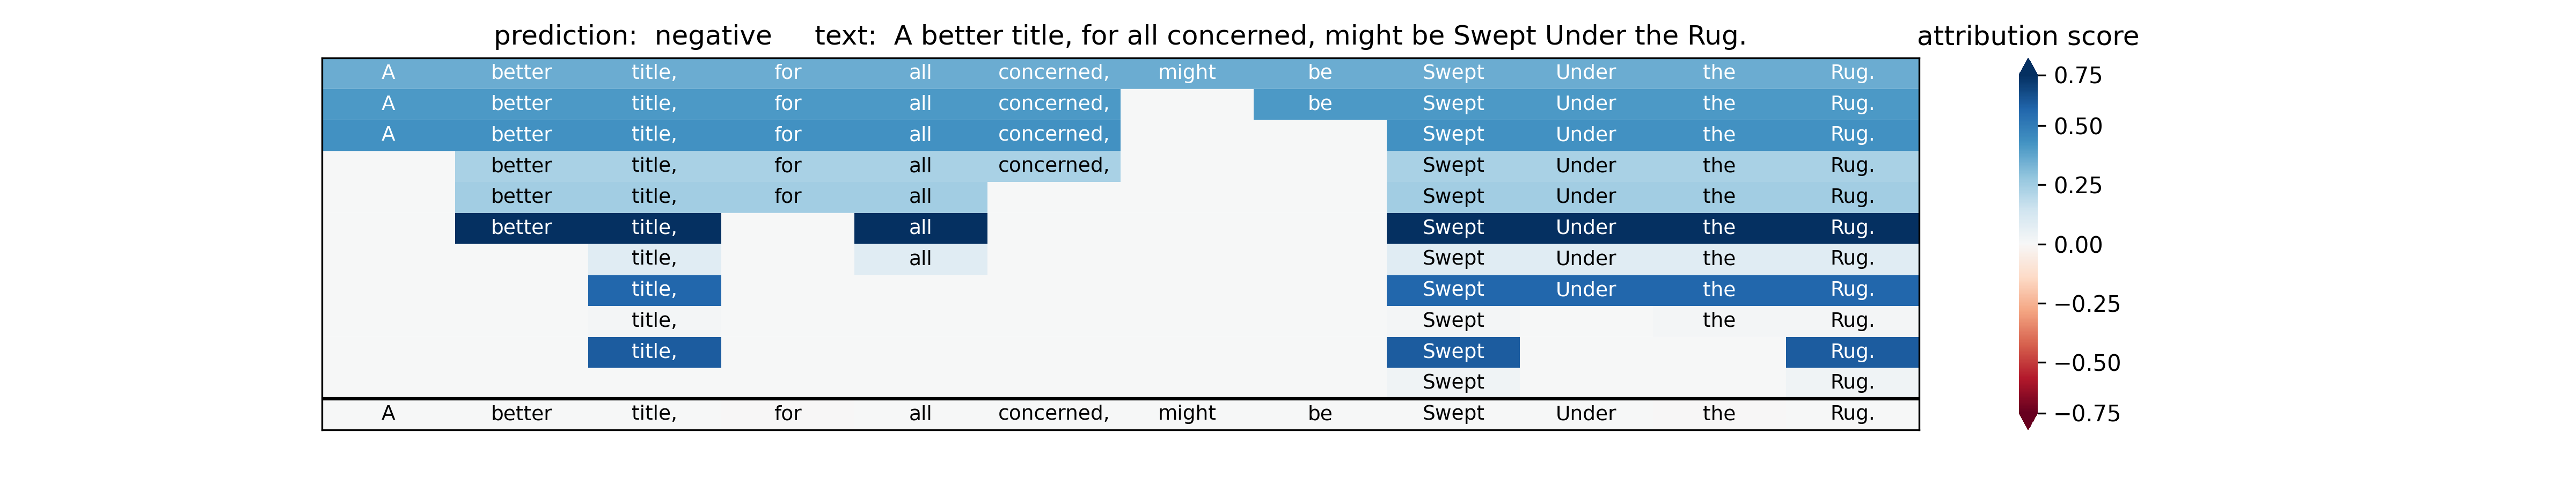 prediction: negative text: A better title, for all concerned, might be Swept Under the Rug.
attribution score
A better title, for all concerned, might be Swept Under the Rug.
A better title, for all concerned, be Swept Under the Rug.
A better title, for all concerned, Swept Under the Rug.
better title, for all concerned, Swept Under the Rug.
better title, for all Swept Under the Rug.
better title, all Swept Under the Rug.
title, all Swept Under the Rug.
title, Swept Under the Rug.
title, Swept the Rug.
title, Swept Rug.
Swept Rug.
A better title, for all concerned, might be Swept Under the Rug.
0.75
0.50
0.25
0.00
−0.25
−0.50
−0.75